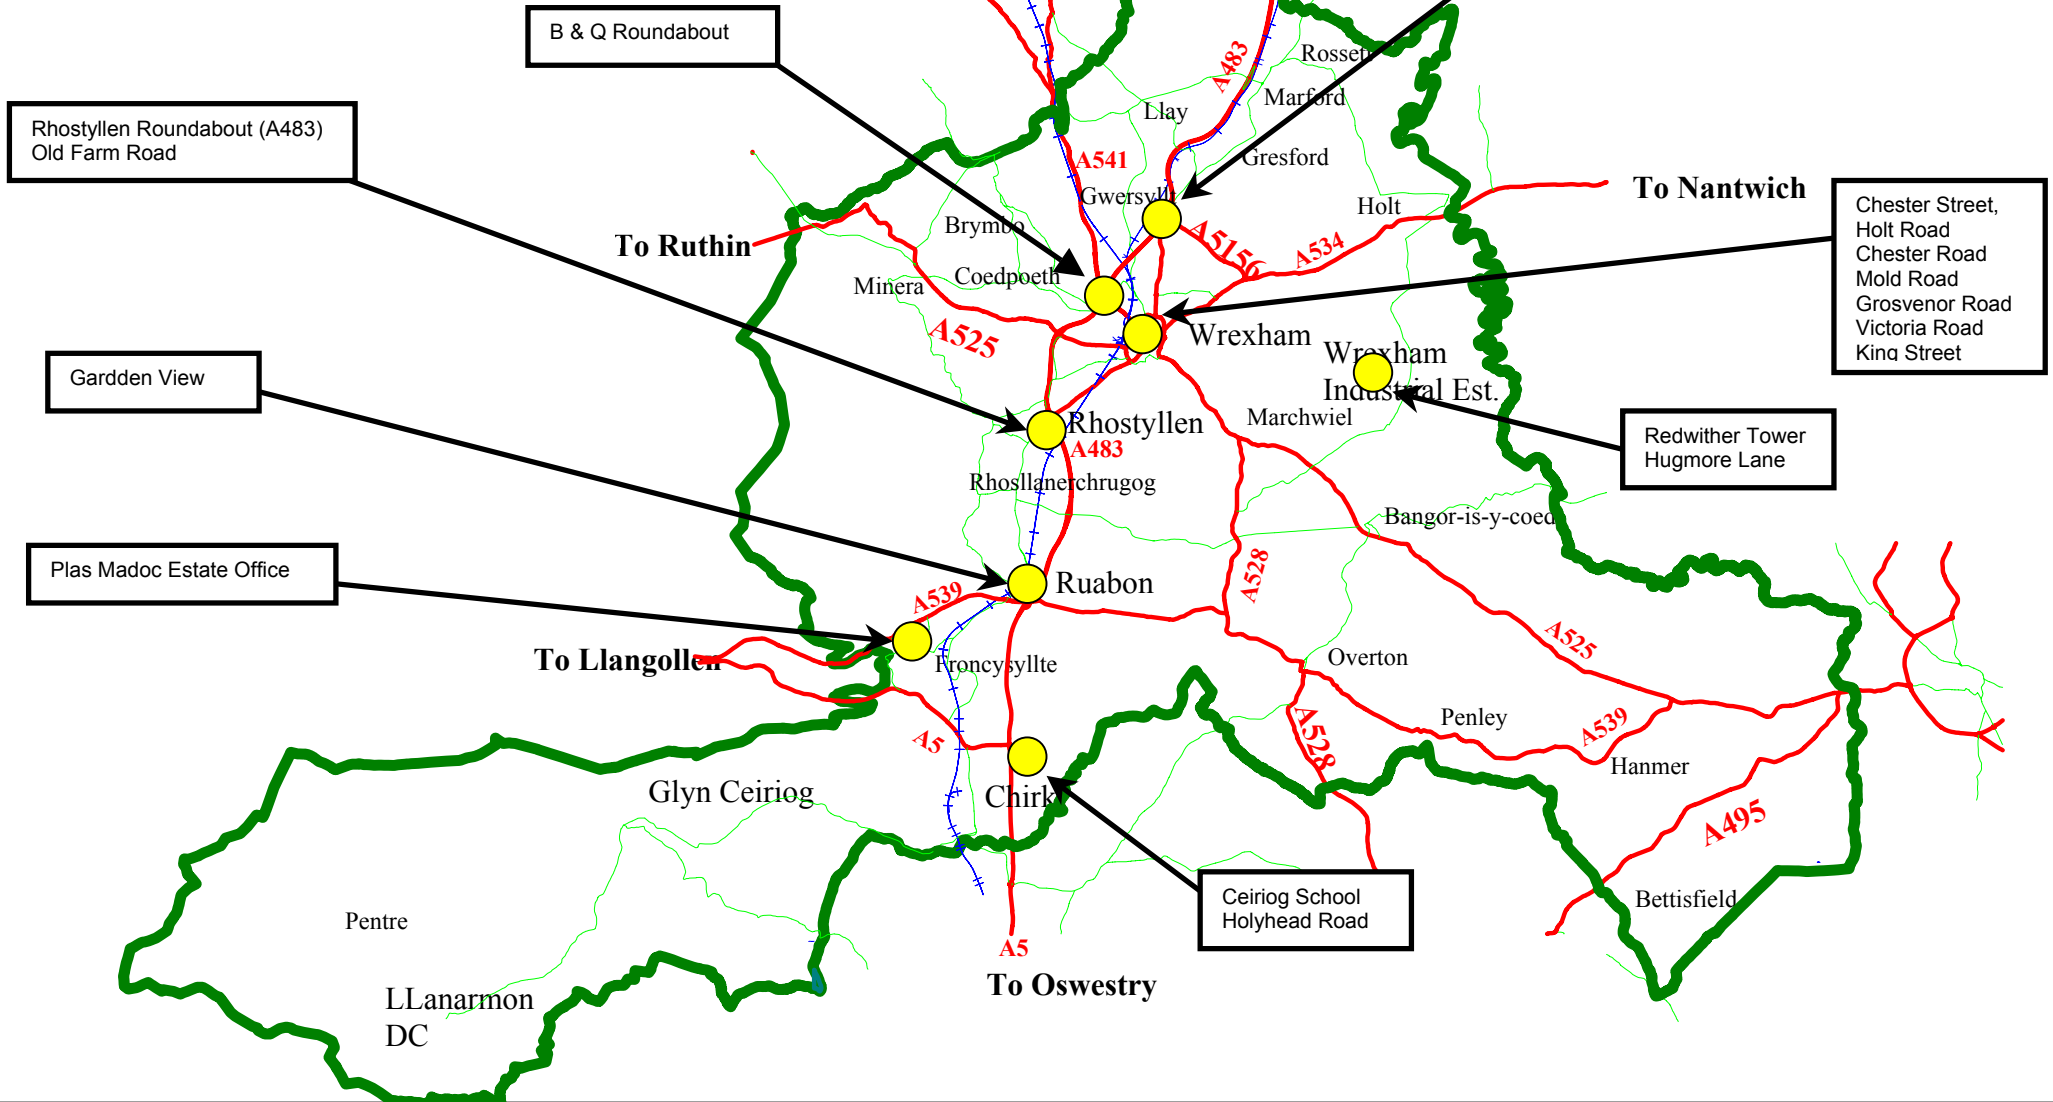 B & Q Roundabout
Rhostyllen Roundabout (A483)
Old Farm Road
Gardden View
Plas Madoc Estate Office
Chester Street,
Holt Road
Chester Road
Mold Road
Grosvenor Road
Victoria Road
King Street
Redwither Tower
Hugmore Lane
Ceiriog School
Holyhead Road
A483
Rossett
Marford
Llay
Gresford
A541
Gwersyllt
To Nantwich
Holt
Brymbo
To Ruthin
A5156
A534
Coedpoeth
Minera
A525
Wrexham
Wrexham
Industrial Est.
Marchwiel
Rhostyllen
A483
Rhosllanerchrugog
Bangor-is-y-coed
A528
Ruabon
A539
To Llangollen
Froncysyllte
Overton
A525
Penley
A539
A528
Hanmer
A5
Glyn Ceiriog
Chirk
A495
Bettisfield
Pentre
A5
To Oswestry
LLanarmon
DC